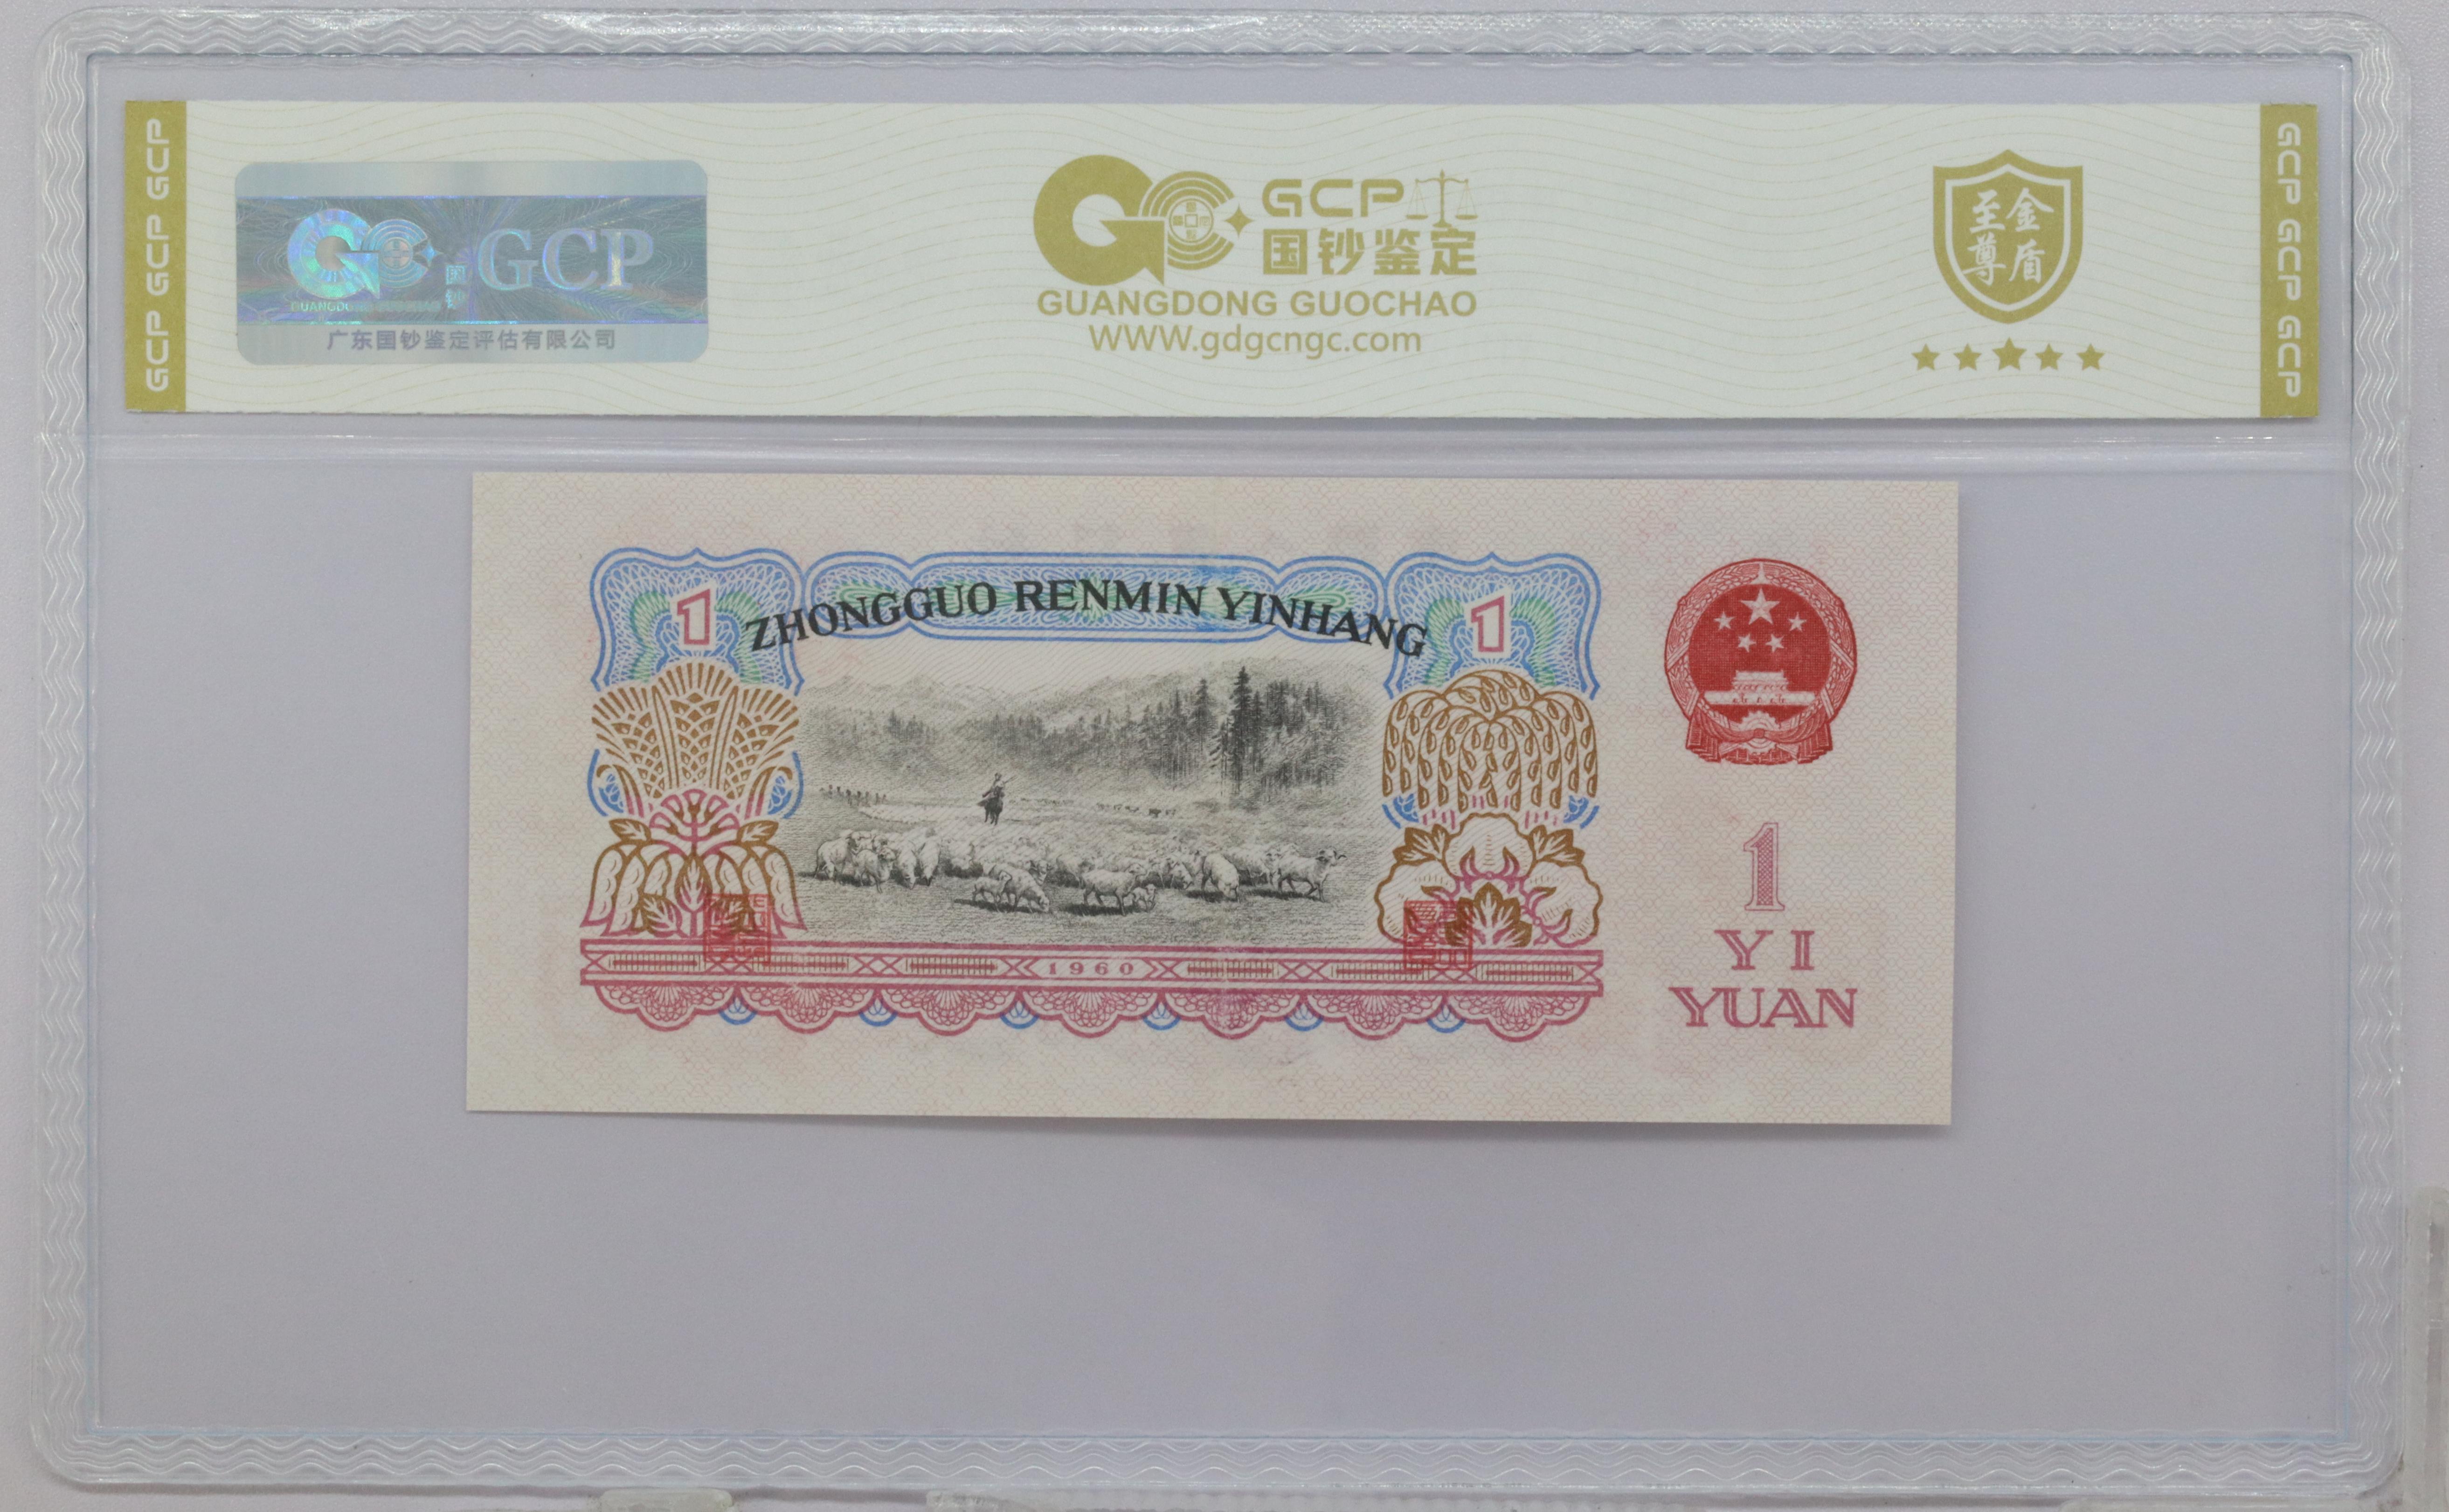 GCP GCP GCP
GUANGDONG GUOCHAO
国钞
GCP
广东国钞鉴定评估有限公司
GCP
国钞鉴定
GUANGDONG GUOCHAO
WWW.gdgcngc.com
至尊
金盾
GCP GCP GCP
1
ZHONGGUO RENMIN YINHANG
1
1960
1
YI
YUAN